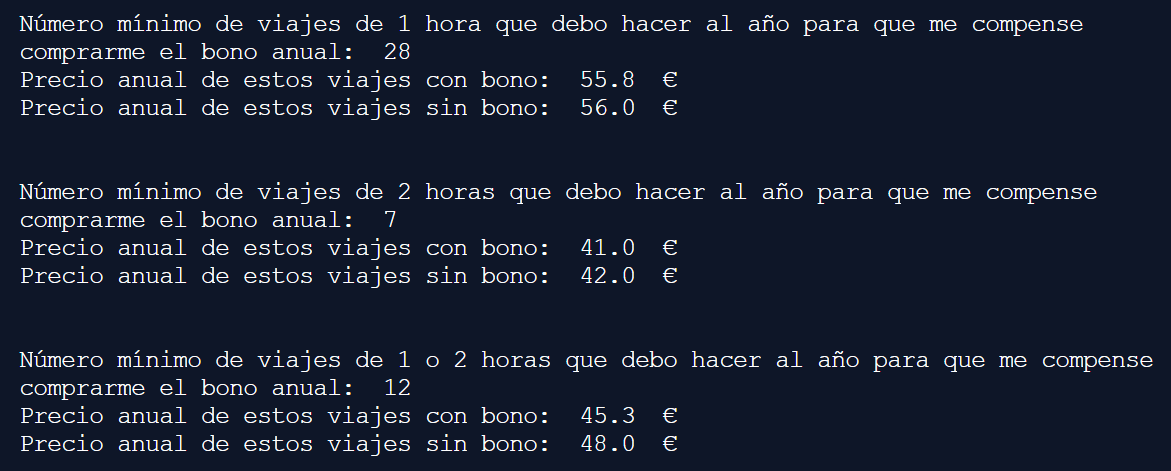 Número mínimo de viajes de 1 hora que debo hacer al año para que me compense
comprarme el bono anual:  28
Precio anual de estos viajes con bono:  55.8  €
Precio anual de estos viajes sin bono:  56.0  €
Número mínimo de viajes de 2 horas que debo hacer al año para que me compense
comprarme el bono anual:  7
Precio anual de estos viajes con bono:  41.0  €
Precio anual de estos viajes sin bono:  42.0  €
Número mínimo de viajes de 1 o 2 horas que debo hacer al año para que me compense
comprarme el bono anual:  12
Precio anual de estos viajes con bono:  45.3  €
Precio anual de estos viajes sin bono:  48.0  €